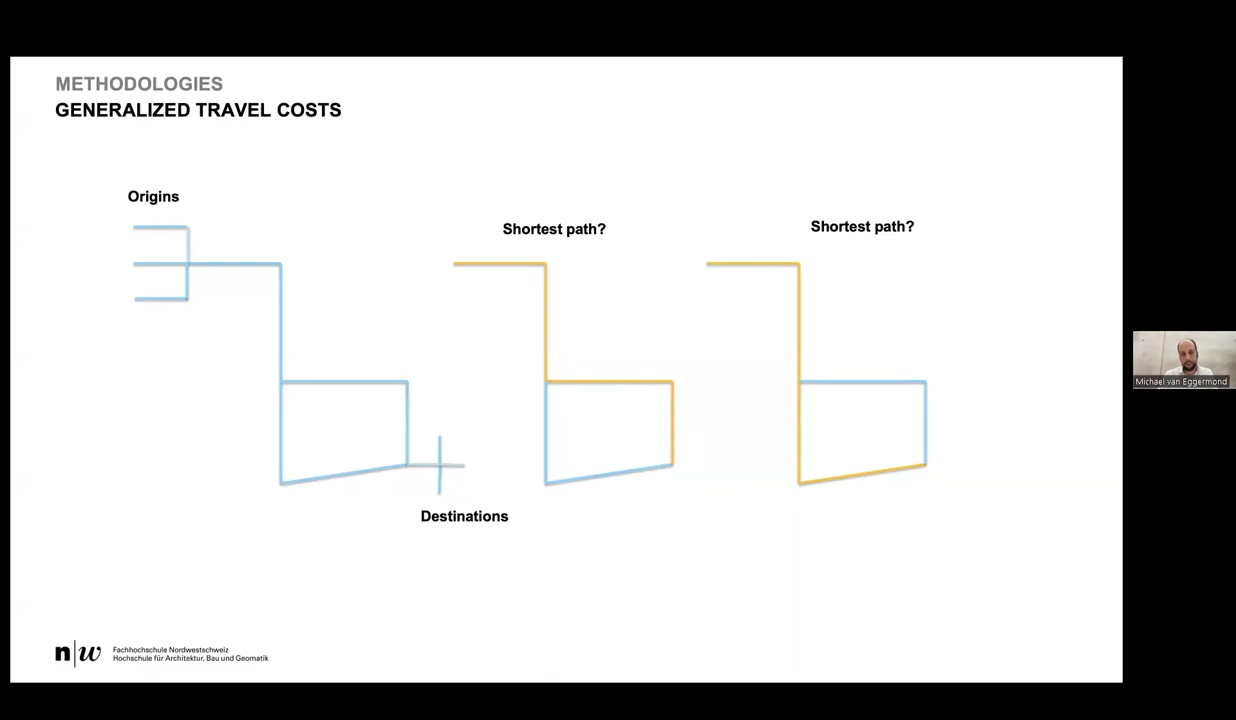 METHODOLOGIES
GENERALIZED TRAVEL COSTS
Origins
Shortest path?
Shortest path?
Destinations
Michael van Eggermond
n|w
Fachhochschule Nordwestschweiz
Hochschule für Architektur, Bau und Geomatik